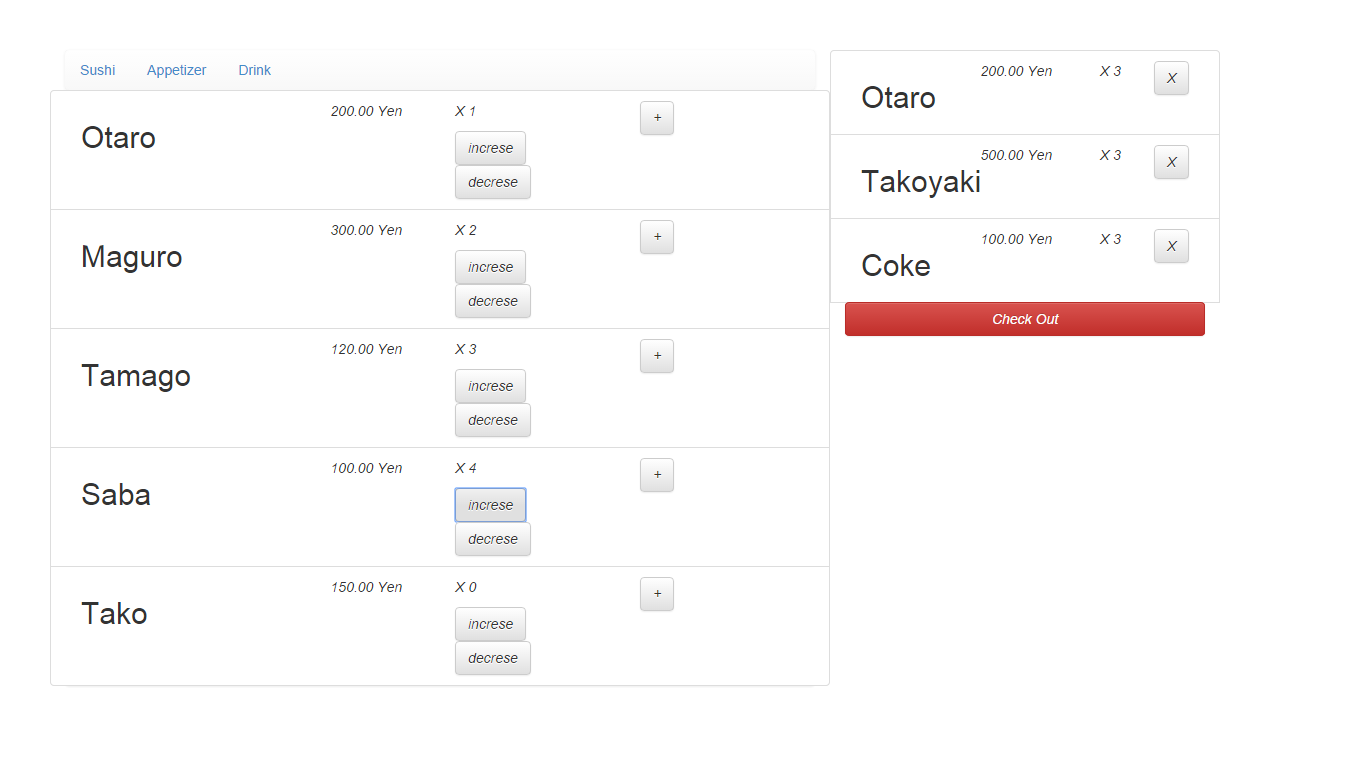 Sushi Appetizer Drink
Otaro 200.00 Yen X 1 +
increse
decrese
Maguro 300.00 Yen X 2 +
increse
decrese
Tamago 120.00 Yen X 3 +
increse
decrese
Saba 100.00 Yen X 4 +
increse
decrese
Tako 150.00 Yen X 0 +
increse
decrese
Otaro 200.00 Yen X 3 X
Takoyaki 500.00 Yen X 3 X
Coke 100.00 Yen X 3 X
Check Out